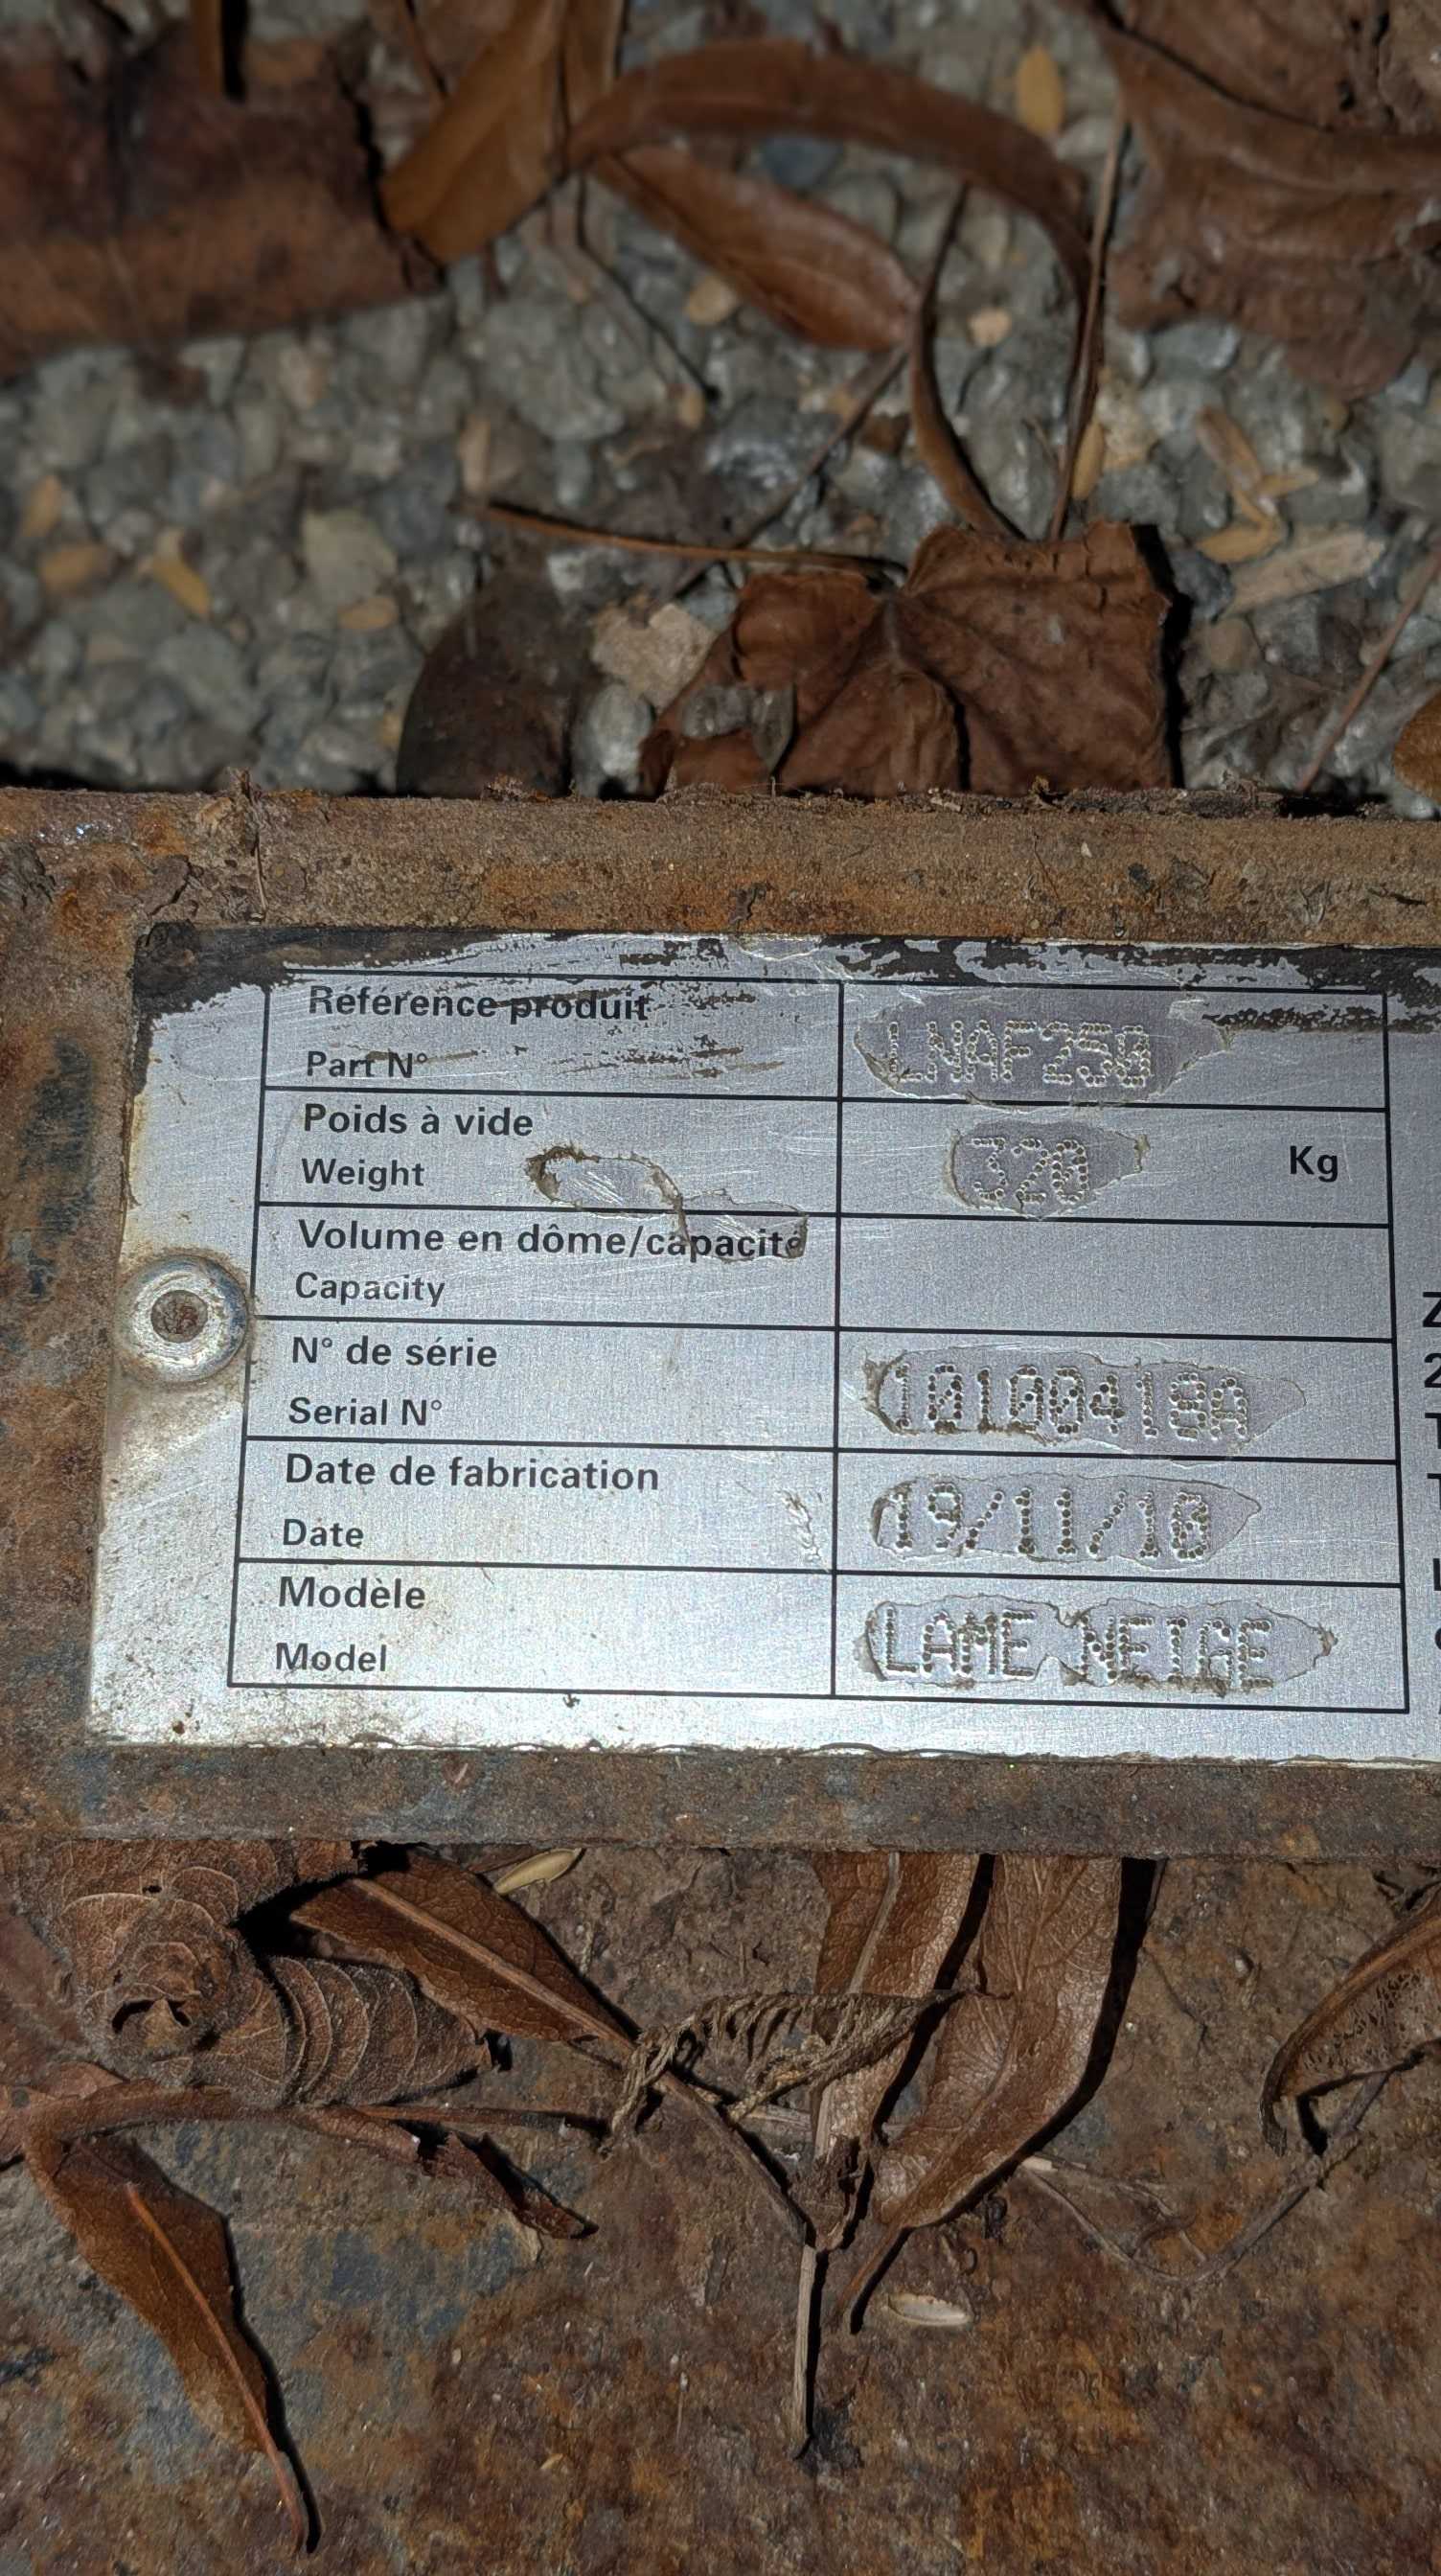 Référence produit
Part N° LNAF250
Poids à vide
Weight 320 Kg
Volume en dôme/capacité
Capacity
N° de série
Serial N° 10100418A
Date de fabrication
Date 19/11/10
Modèle
Model LAME NEIGE